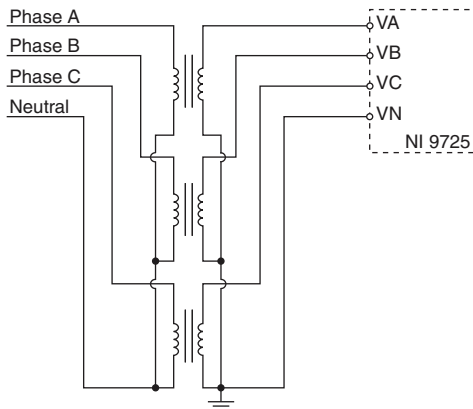 Phase A
Phase B
Phase C
Neutral
VA
VB
VC
VN
NI 9725